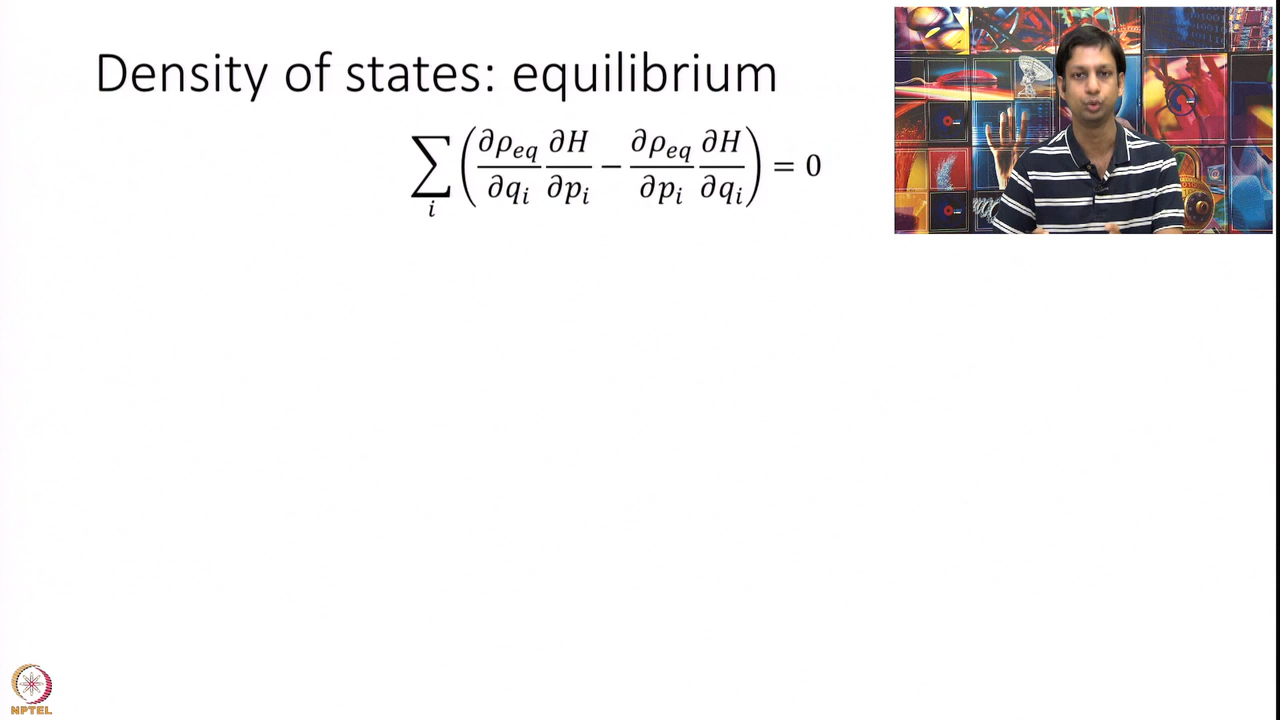 Density of states: equilibrium
∑_i (∂ρ_eq/∂q_i ∂H/∂p_i − ∂ρ_eq/∂p_i ∂H/∂q_i) = 0
NPTEL